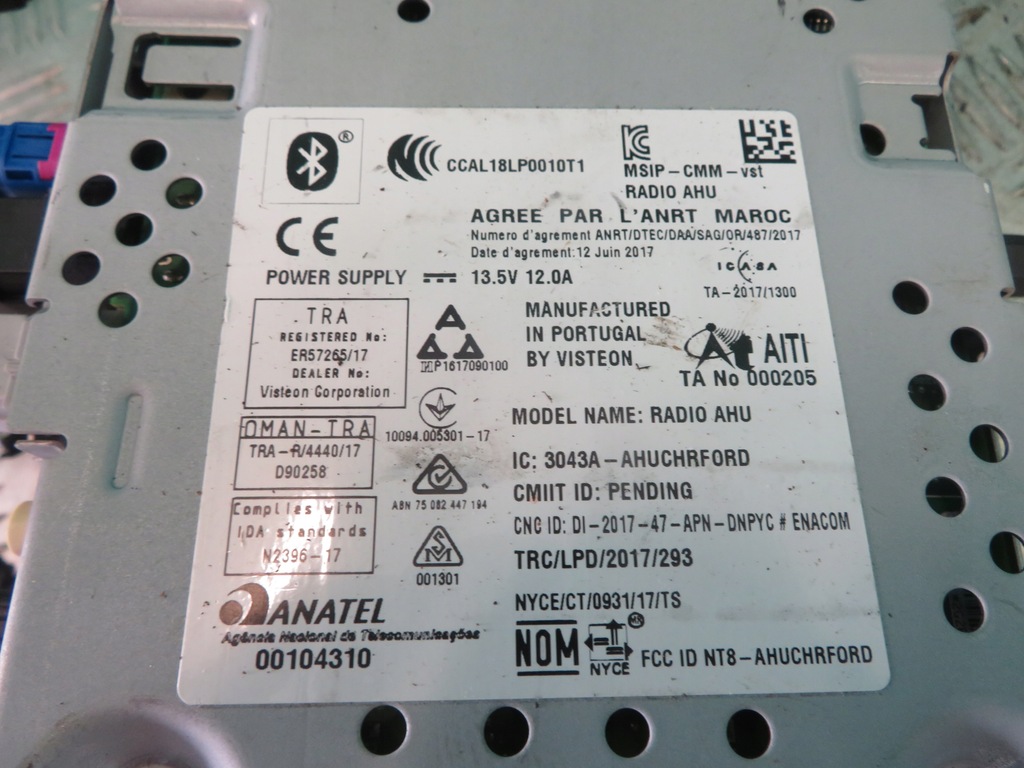 ®
CCAL18LP0010T1
MSIP-CMM-vst
RADIO AHU
CE
AGREE PAR L'ANRT MAROC
Numero d'agrement ANRT/DTEC/DAA/SAG/QR/487/2017
Date d'agrement:12 Juin 2017
POWER SUPPLY 13.5V 12.0A
ICASA
TA-2017/1300
TRA
REGISTERED No:
ER57265/17
DEALER No:
Visteon Corporation
P1617090100
MANUFACTURED
IN PORTUGAL
BY VISTEON
AITI
TA No 000205
OMAN-TRA
TRA-R/4440/17
D90258
10094.005301-17
MODEL NAME: RADIO AHU
ABN 75 082 447 194
IC: 3043A-AHUCHRFORD
CMIIT ID: PENDING
Complies with
IDA standards
N2396-17
CNC ID: DI-2017-47-APN-DNPYC # ENACOM
001301
TRC/LPD/2017/293
ANATEL
Agência Nacional de Telecomunicações
00104310
NYCE/CT/0931/17/TS
NOM
NYCE
FCC ID NT8-AHUCHRFORD